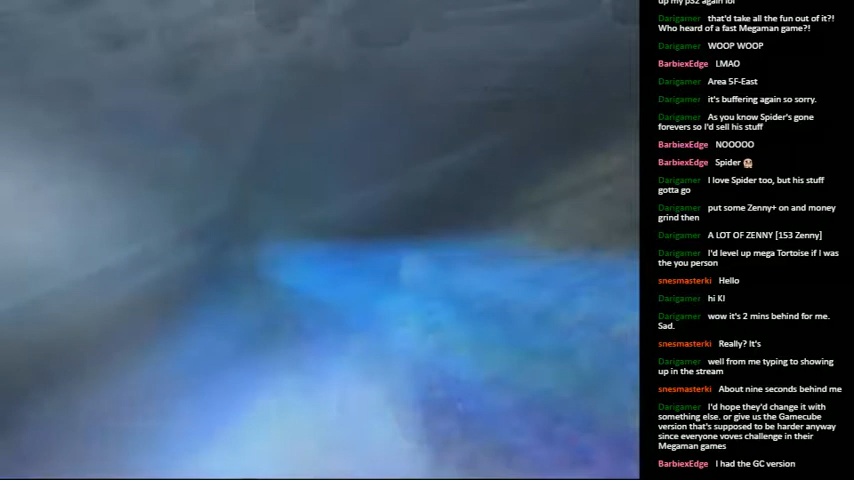 up my ps2 again lol
Darigamer that'd take all the fun out of it?!
Who heard of a fast Megaman game?!
Darigamer WOOP WOOP
BarbiexEdge LMAO
Darigamer Area 5F-East
Darigamer it's buffering again so sorry.
Darigamer As you know Spider's gone
forevers so I'd sell his stuff
BarbiexEdge NOOOOO
BarbiexEdge Spider
Darigamer I love Spider too, but his stuff
gotta go
Darigamer put some Zenny+ on and money
grind then
Darigamer A LOT OF ZENNY [153 Zenny]
Darigamer I'd level up mega Tortoise if I was
the you person
snesmasterki Hello
Darigamer hi KI
Darigamer wow it's 2 mins behind for me.
Sad.
snesmasterki Really? It's
Darigamer well from me typing to showing
up in the stream
snesmasterki About nine seconds behind me
Darigamer I'd hope they'd change it with
something else. or give us the Gamecube
version that's supposed to be harder anyway
since everyone voves challenge in their
Megaman games
BarbiexEdge I had the GC version